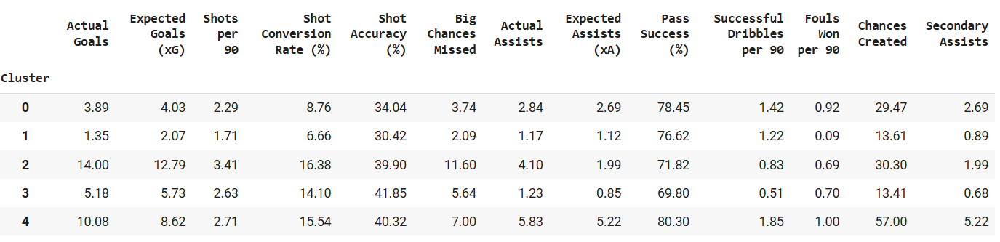 Cluster Actual Goals Expected Goals (xG) Shots per 90 Shot Conversion Rate (%) Shot Accuracy (%) Big Chances Missed Actual Assists Expected Assists (xA) Pass Success (%) Successful Dribbles per 90 Fouls Won per 90 Chances Created Secondary Assists
0 3.89 4.03 2.29 8.76 34.04 3.74 2.84 2.69 78.45 1.42 0.92 29.47 2.69
1 1.35 2.07 1.71 6.66 30.42 2.09 1.17 1.12 76.62 1.22 0.09 13.61 0.89
2 14.00 12.79 3.41 16.38 39.90 11.60 4.10 1.99 71.82 0.83 0.69 30.30 1.99
3 5.18 5.73 2.63 14.10 41.85 5.64 1.23 0.85 69.80 0.51 0.70 13.41 0.68
4 10.08 8.62 2.71 15.54 40.32 7.00 5.83 5.22 80.30 1.85 1.00 57.00 5.22